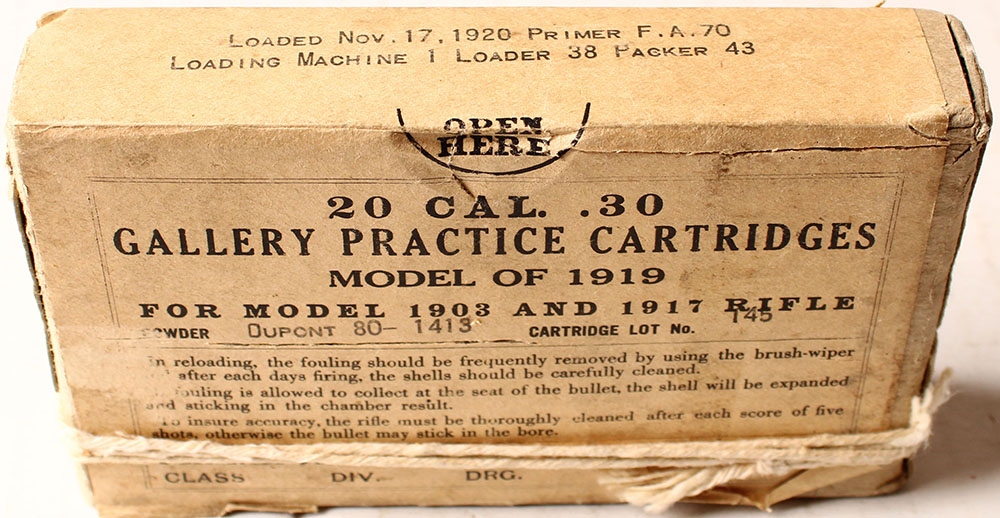 LOADED NOV. 17, 1920 PRIMER F.A. 70
LOADING MACHINE 1 LOADER 38 PACKER 43
OPEN
HERE.
20 CAL. .30
GALLERY PRACTICE CARTRIDGES
MODEL OF 1919
FOR MODEL 1903 AND 1917 RIFLE
POWDER DUPONT 80- 1413 CARTRIDGE LOT No. 145
In reloading, the fouling should be frequently removed by using the brush-wiper
after each days firing, the shells should be carefully cleaned.
fouling is allowed to collect at the seat of the bullet, the shell will be expanded
and sticking in the chamber result.
To insure accuracy, the rifle must be thoroughly cleaned after each score of five
shots, otherwise the bullet may stick in the bore.
CLASS DIV. DRG.